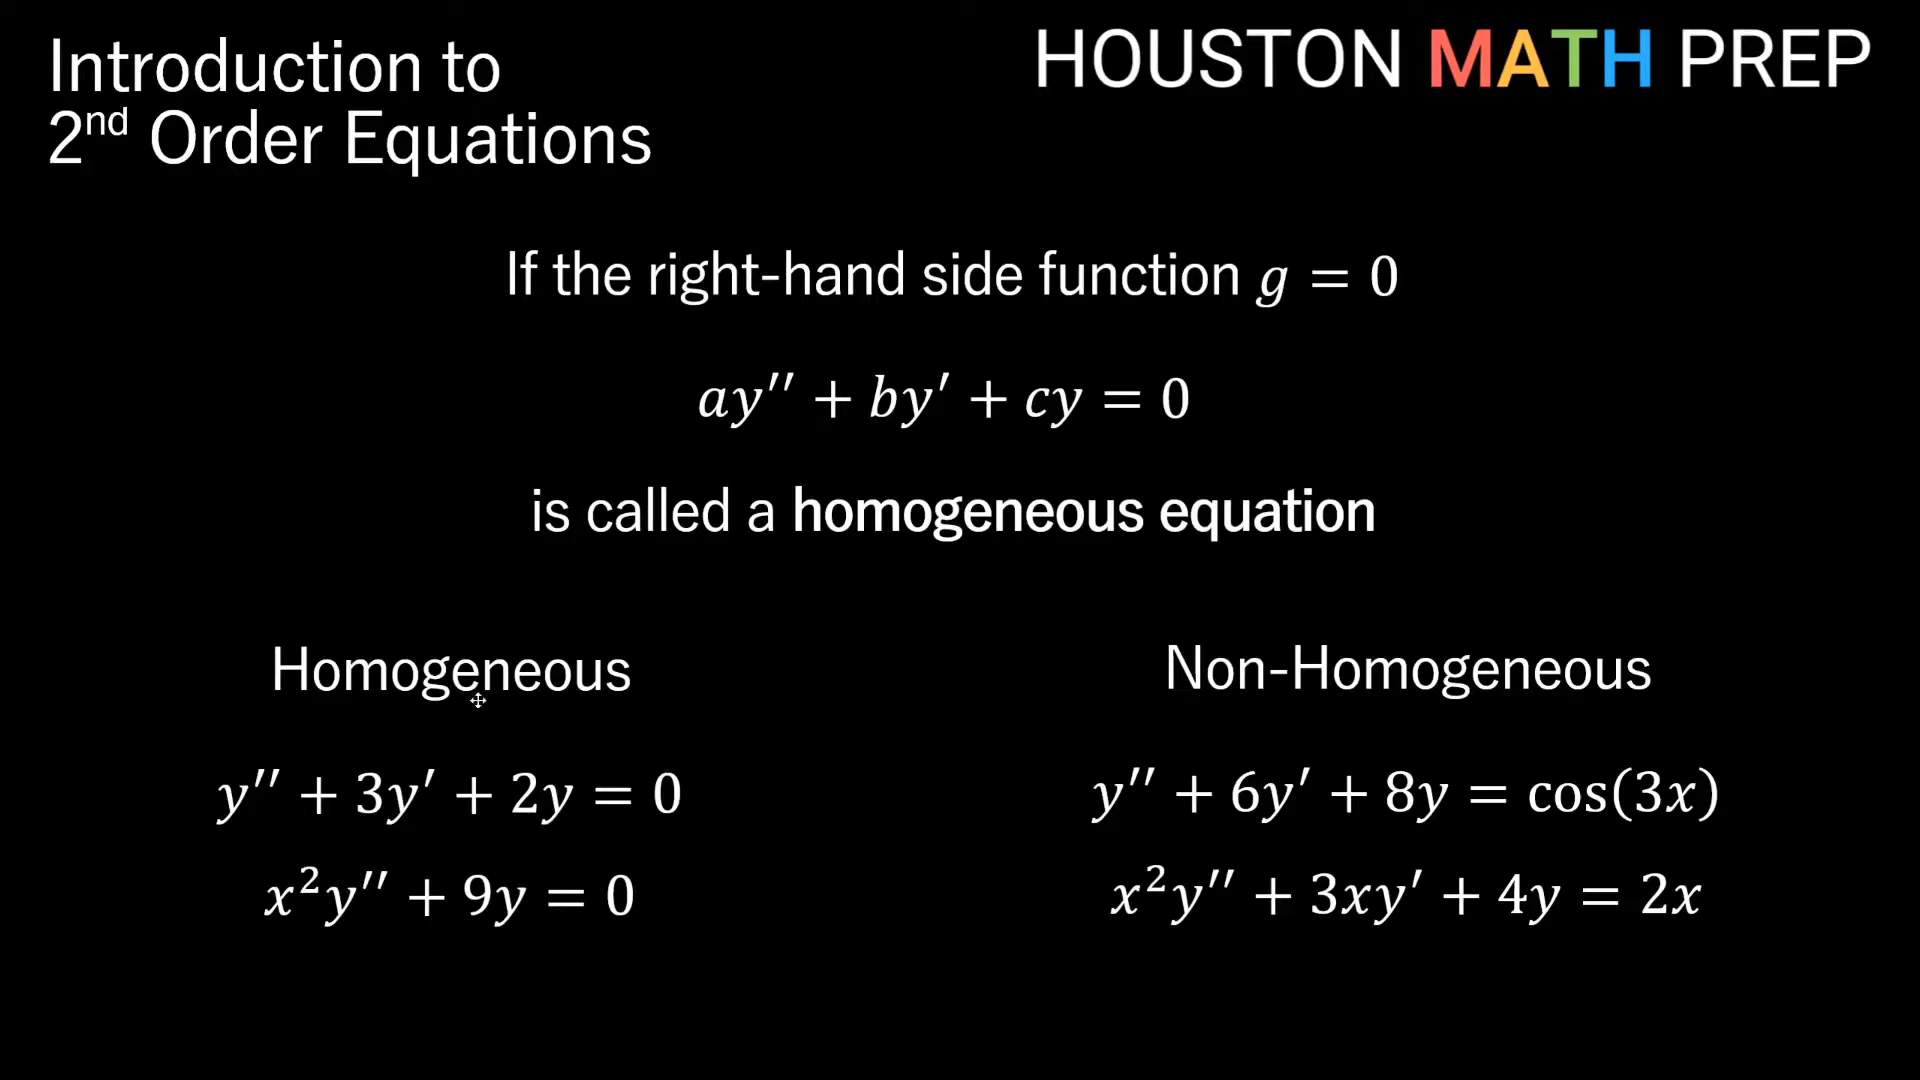 Introduction to
2ⁿᵈ Order Equations
HOUSTON MATH PREP
If the right-hand side function g = 0
ay′′ + by′ + cy = 0
is called a homogeneous equation
Homogeneous
y′′ + 3y′ + 2y = 0
x²y′′ + 9y = 0
Non-Homogeneous
y′′ + 6y′ + 8y = cos(3x)
x²y′′ + 3xy′ + 4y = 2x